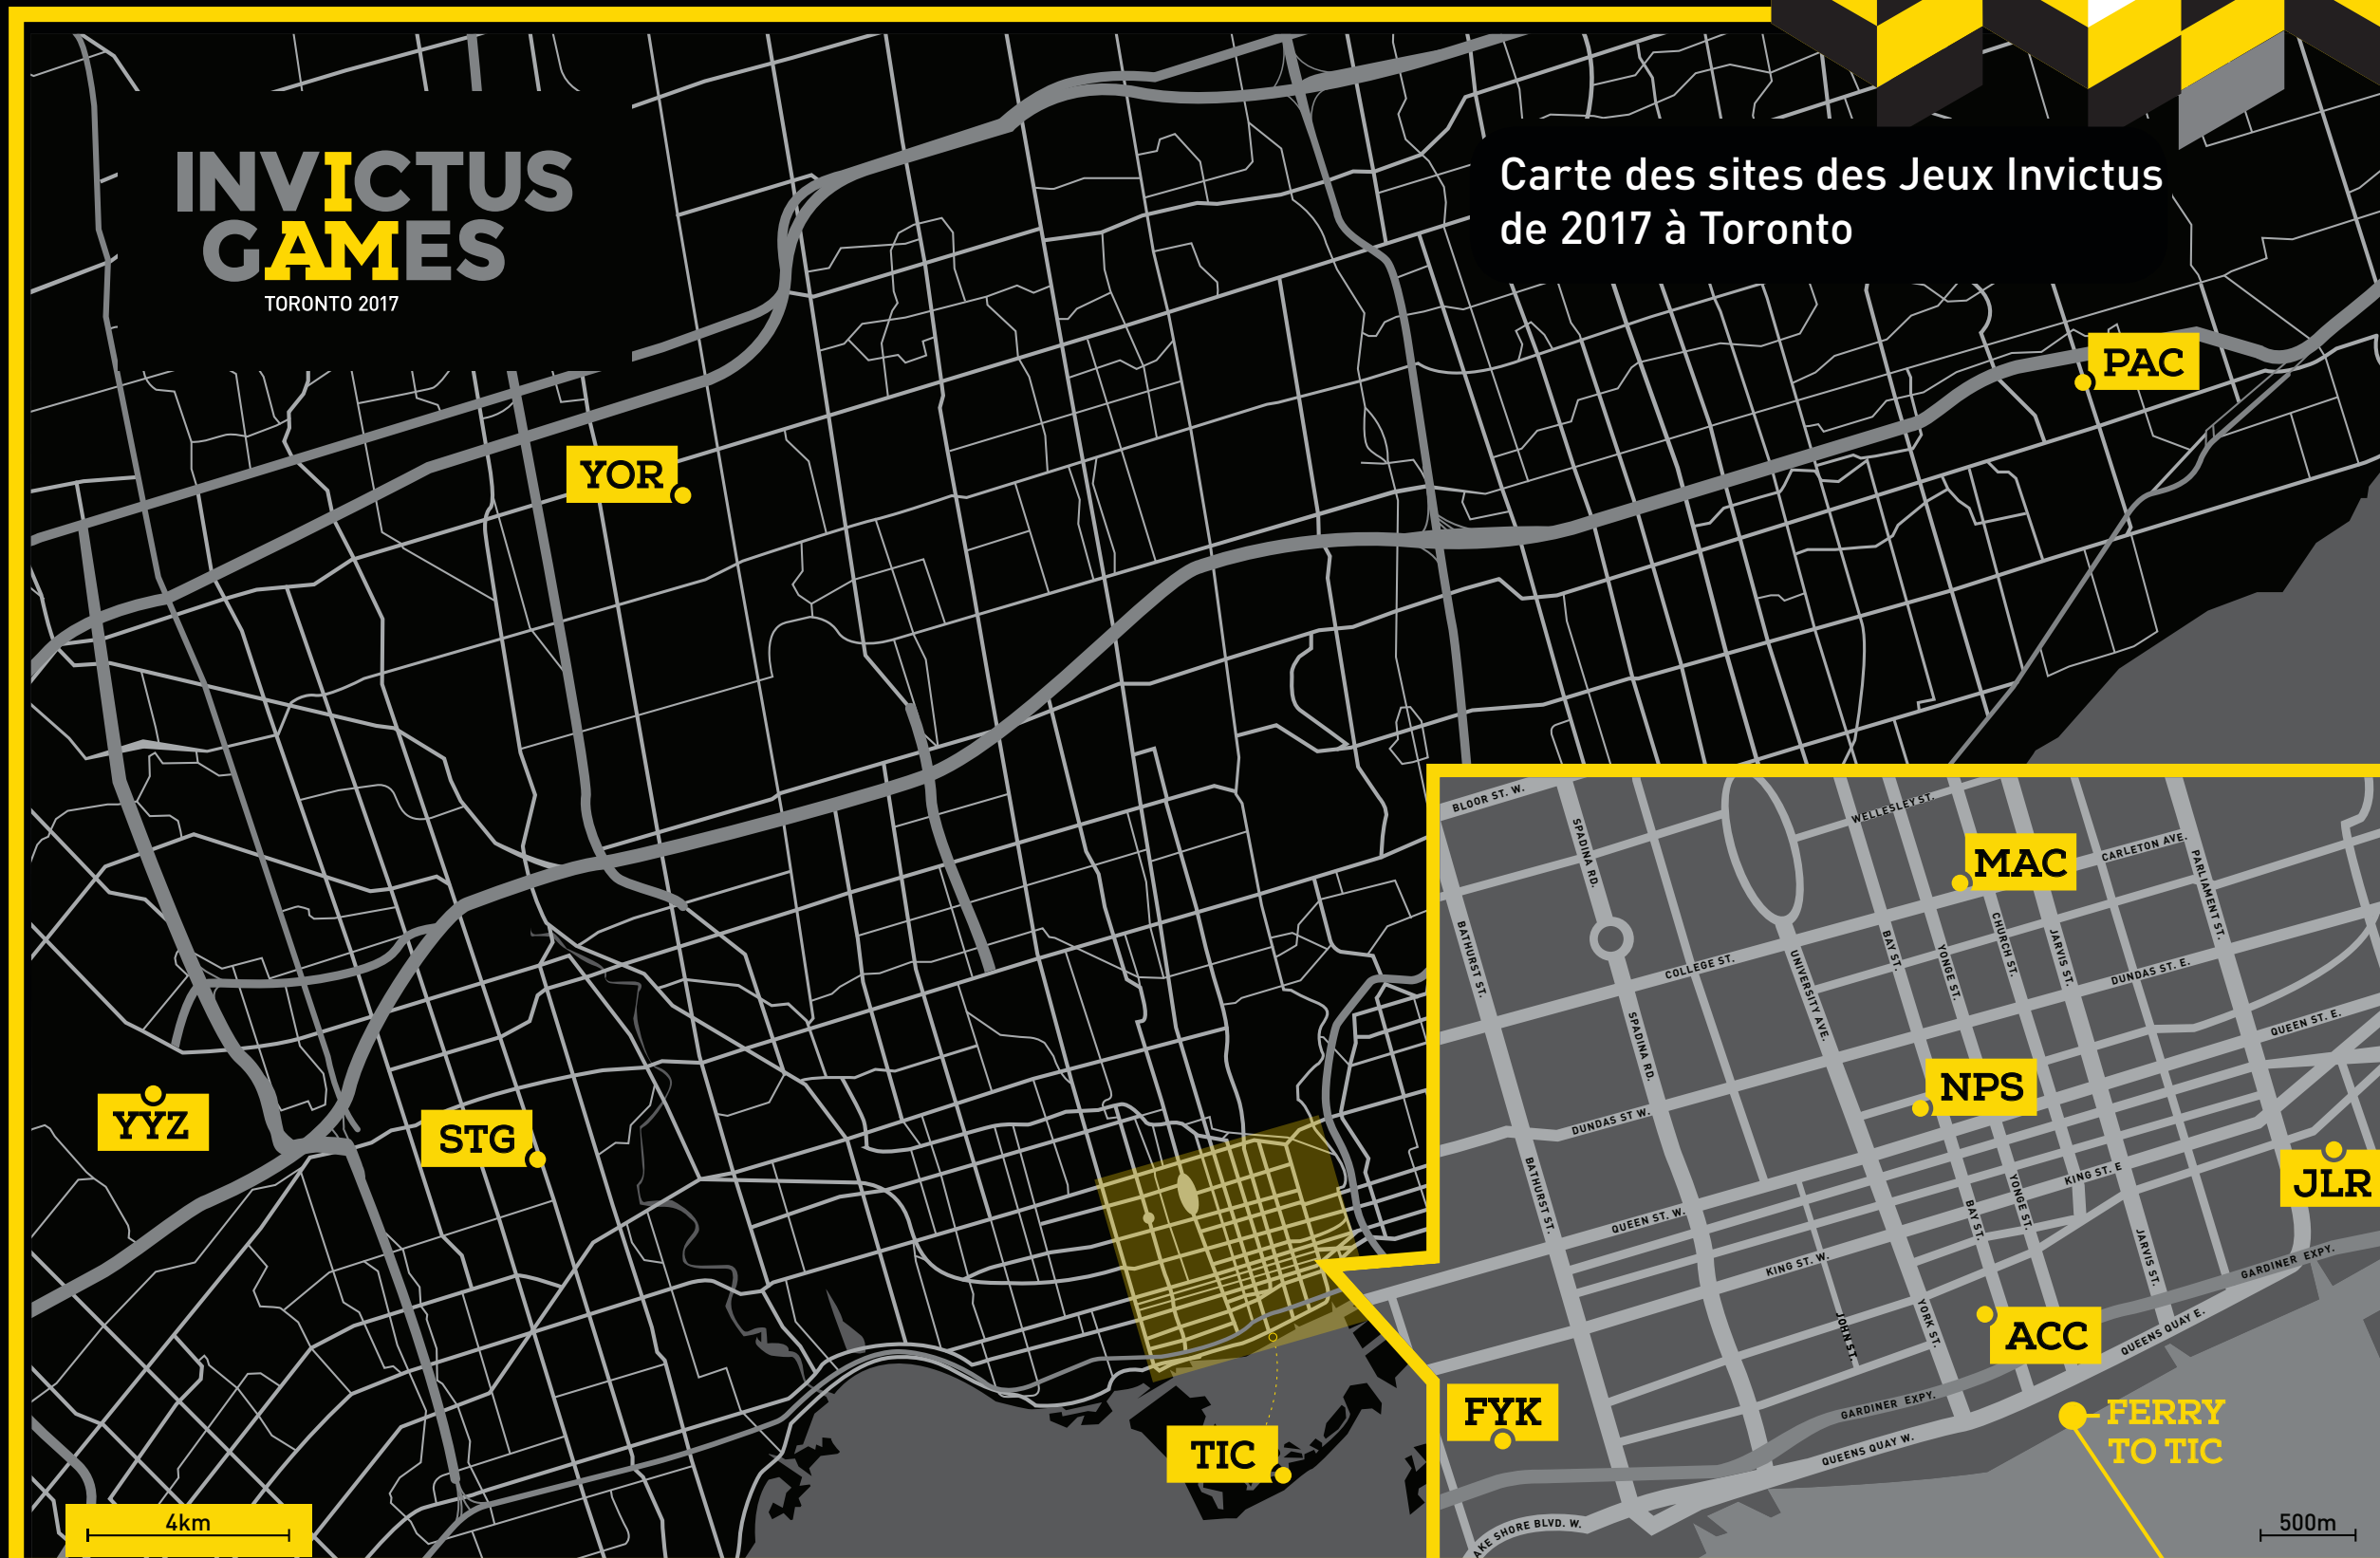 INVICTUS
GAMES
TORONTO 2017
Carte des sites des Jeux Invictus
de 2017 à Toronto
PAC
YOR
YYZ
STG
TIC
4km
BLOOR ST. W.
SPADINA RD.
WELLESLEY ST.
MAC
CARLETON AVE.
PARLIAMENT ST.
BATHURST ST.
COLLEGE ST.
UNIVERSITY AVE.
BAY ST.
YONGE ST.
CHURCH ST.
JARVIS ST.
DUNDAS ST. E.
QUEEN ST. E.
SPADINA RD.
DUNDAS ST W.
NPS
JLR
BATHURST ST.
QUEEN ST. W.
KING ST. W.
KING ST. E
BAY ST.
YONGE ST.
JARVIS ST.
GARDINER EXPY.
JOHN ST.
YORK ST.
ACC
QUEENS QUAY E.
FYK
GARDINER EXPY.
QUEENS QUAY W.
FERRY
TO TIC
AKE SHORE BLVD. W.
500m